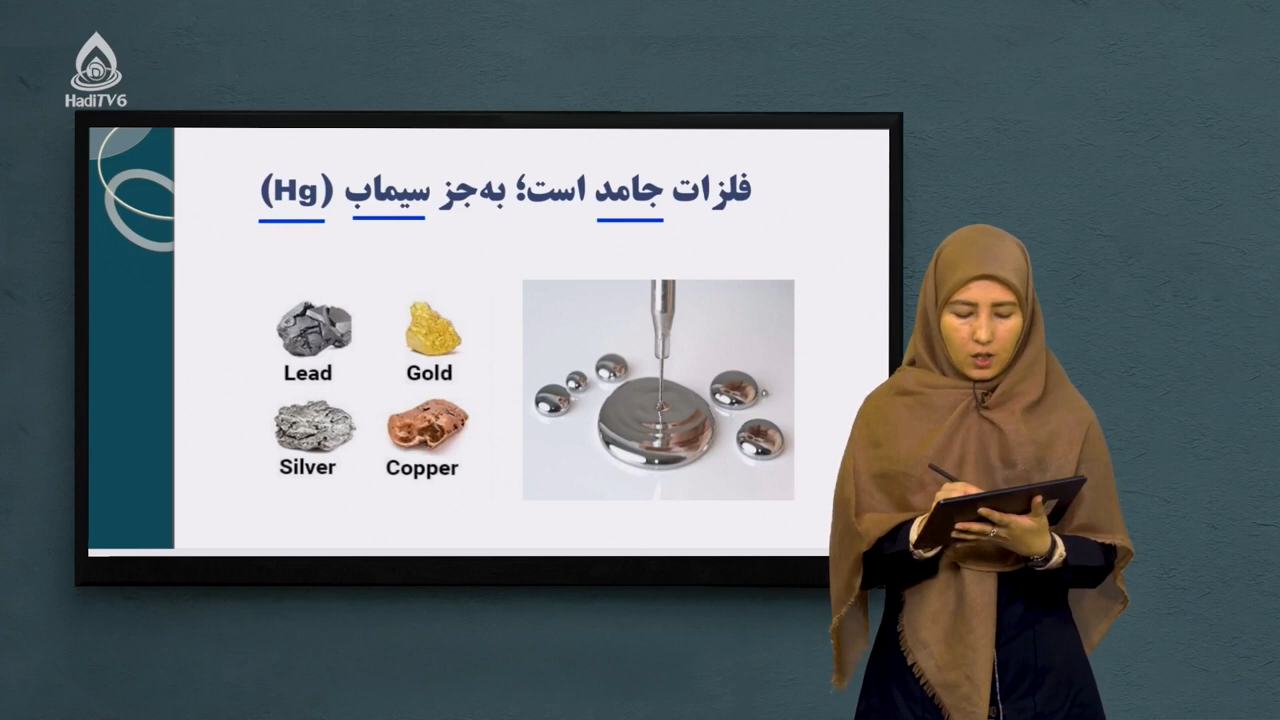 HadiTV6
فلزات جامد است؛ به‌جز سیماب (Hg)
Lead
Gold
Silver
Copper